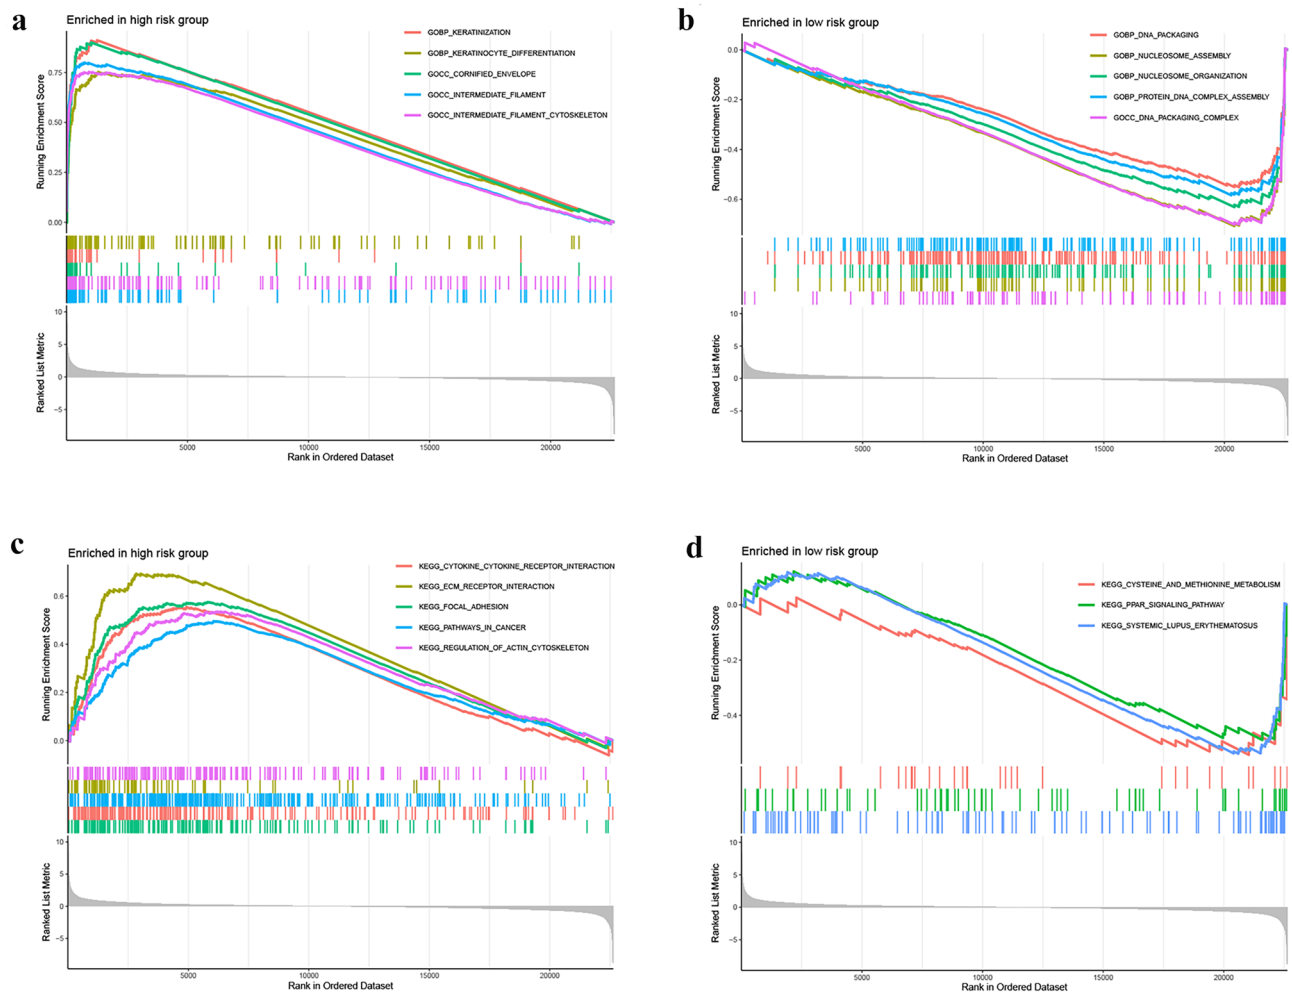 a
Enriched in high risk group
GOBP_KERATINIZATION
GOBP_KERATINOCYTE_DIFFERENTIATION
GOCC_CORNIFIED_ENVELOPE
GOCC_INTERMEDIATE_FILAMENT
GOCC_INTERMEDIATE_FILAMENT_CYTOSKELETON
Running Enrichment Score
0.75
0.50
0.25
0.00
Ranked List Metric
10
5
0
−5
5000
10000
15000
20000
Rank in Ordered Dataset
b
Enriched in low risk group
GOBP_DNA_PACKAGING
GOBP_NUCLEOSOME_ASSEMBLY
GOBP_NUCLEOSOME_ORGANIZATION
GOBP_PROTEIN_DNA_COMPLEX_ASSEMBLY
GOCC_DNA_PACKAGING_COMPLEX
Running Enrichment Score
0.0
−0.2
−0.4
−0.6
Ranked List Metric
10
5
0
−5
5000
10000
15000
20000
Rank in Ordered Dataset
c
Enriched in high risk group
KEGG_CYTOKINE_CYTOKINE_RECEPTOR_INTERACTION
KEGG_ECM_RECEPTOR_INTERACTION
KEGG_FOCAL_ADHESION
KEGG_PATHWAYS_IN_CANCER
KEGG_REGULATION_OF_ACTIN_CYTOSKELETON
Running Enrichment Score
0.6
0.4
0.2
0.0
Ranked List Metric
10
5
0
−5
5000
10000
15000
20000
Rank in Ordered Dataset
d
Enriched in low risk group
KEGG_CYSTEINE_AND_METHIONINE_METABOLISM
KEGG_PPAR_SIGNALING_PATHWAY
KEGG_SYSTEMIC_LUPUS_ERYTHEMATOSUS
Running Enrichment Score
0.0
−0.2
−0.4
Ranked List Metric
10
5
0
−5
5000
10000
15000
20000
Rank in Ordered Dataset